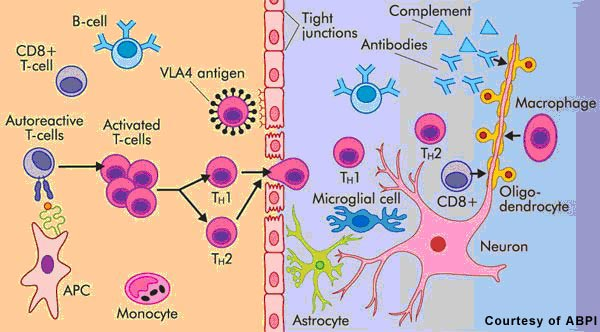 B-cell
CD8+
T-cell
VLA4 antigen
Autoreactive
T-cells
Activated
T-cells
TH1
TH2
APC
Monocyte
Tight
junctions
Complement
Antibodies
Macrophage
TH1
TH2
CD8+
Oligo-
dendrocyte
Microglial cell
Neuron
Astrocyte
Courtesy of ABPI